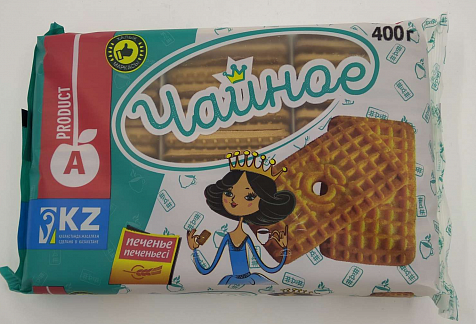 400г
Чайное
PRODUCT
A
KZ
печенье
печеньесі